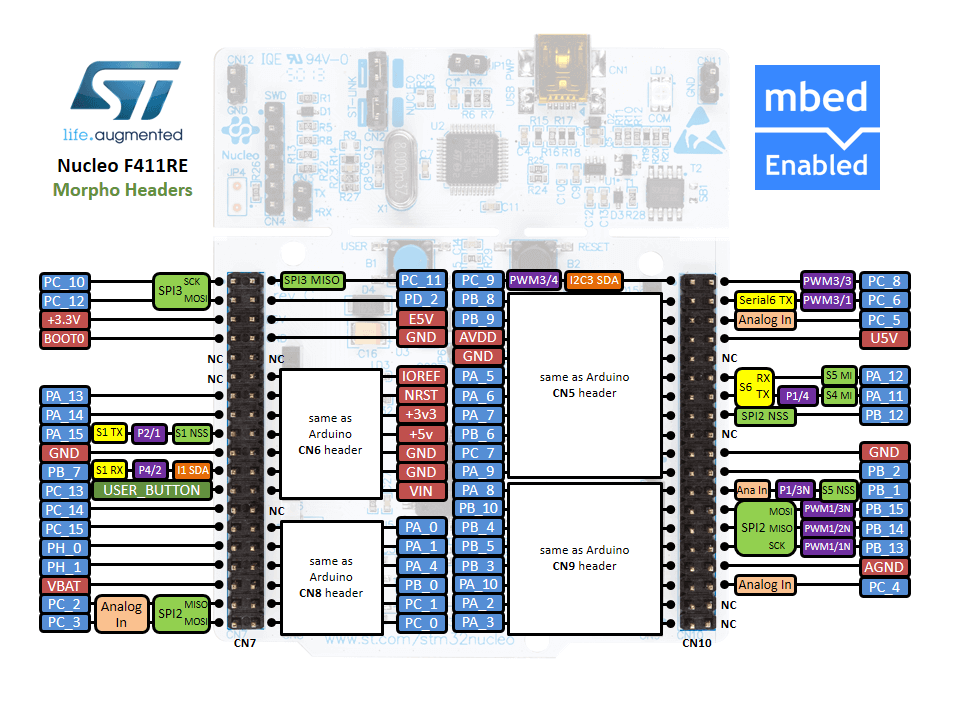 ST
life.augmented
Nucleo F411RE
Morpho Headers
mbed
Enabled
CN12
IQE
94V-0
GND
SWD
ST-LINK
NUCLEO
USB PWR
CN1
LD1
COM
CN11
GND
JP1
U2
X1
CN2
CN4
JP4
Nucleo
TX
RX
T2
SB1
USER
B1
B2
RESET
PC_10
SCK
SPI3
MOSI
PC_12
+3.3V
BOOT0
NC
NC
PA_13
PA_14
PA_15
S1 TX
P2/1
S1 NSS
GND
PB_7
S1 RX
P4/2
I1 SDA
PC_13
USER_BUTTON
PC_14
PC_15
PH_0
PH_1
VBAT
PC_2
PC_3
Analog
In
SPI2
MISO
MOSI
CN7
SPI3 MISO
PC_11
PD_2
E5V
GND
NC
IOREF
NRST
+3v3
+5v
GND
GND
VIN
same as
Arduino
CN6 header
NC
PA_0
PA_1
PA_4
PB_0
PC_1
PC_0
same as
Arduino
CN8 header
www.st.com/stm32nucleo
PC_9
PWM3/4
I2C3 SDA
PB_8
PB_9
AVDD
GND
PA_5
PA_6
PA_7
PB_6
PC_7
PA_9
same as Arduino
CN5 header
PA_8
PB_10
PB_4
PB_5
PB_3
PA_10
PA_2
PA_3
same as Arduino
CN9 header
PWM3/3
PC_8
Serial6 TX
PWM3/1
PC_6
Analog In
PC_5
U5V
NC
S6
RX
TX
S5 MI
PA_12
P1/4
S4 MI
PA_11
SPI2 NSS
PB_12
NC
GND
PB_2
Ana In
P1/3N
S5 NSS
PB_1
SPI2
MOSI
PWM1/3N
PB_15
MISO
PWM1/2N
PB_14
SCK
PWM1/1N
PB_13
AGND
Analog In
PC_4
NC
NC
CN10